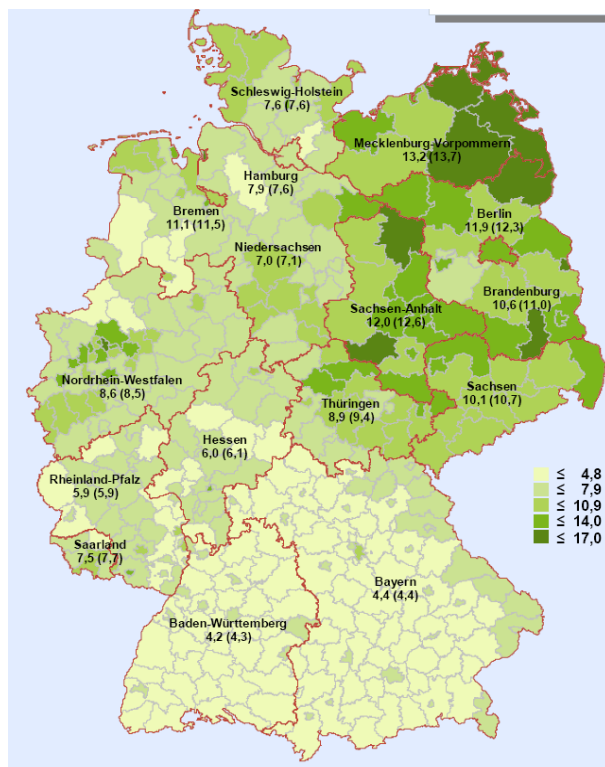 Schleswig-Holstein
7,6 (7,6)
Mecklenburg-Vorpommern
13,2 (13,7)
Hamburg
7,9 (7,6)
Bremen
11,1 (11,5)
Berlin
11,9 (12,3)
Niedersachsen
7,0 (7,1)
Brandenburg
10,6 (11,0)
Sachsen-Anhalt
12,0 (12,6)
Nordrhein-Westfalen
8,6 (8,5)
Sachsen
10,1 (10,7)
Thüringen
8,9 (9,4)
Hessen
6,0 (6,1)
Rheinland-Pfalz
5,9 (5,9)
≤ 4,8
≤ 7,9
≤ 10,9
≤ 14,0
≤ 17,0
Saarland
7,5 (7,7)
Bayern
4,4 (4,4)
Baden-Württemberg
4,2 (4,3)